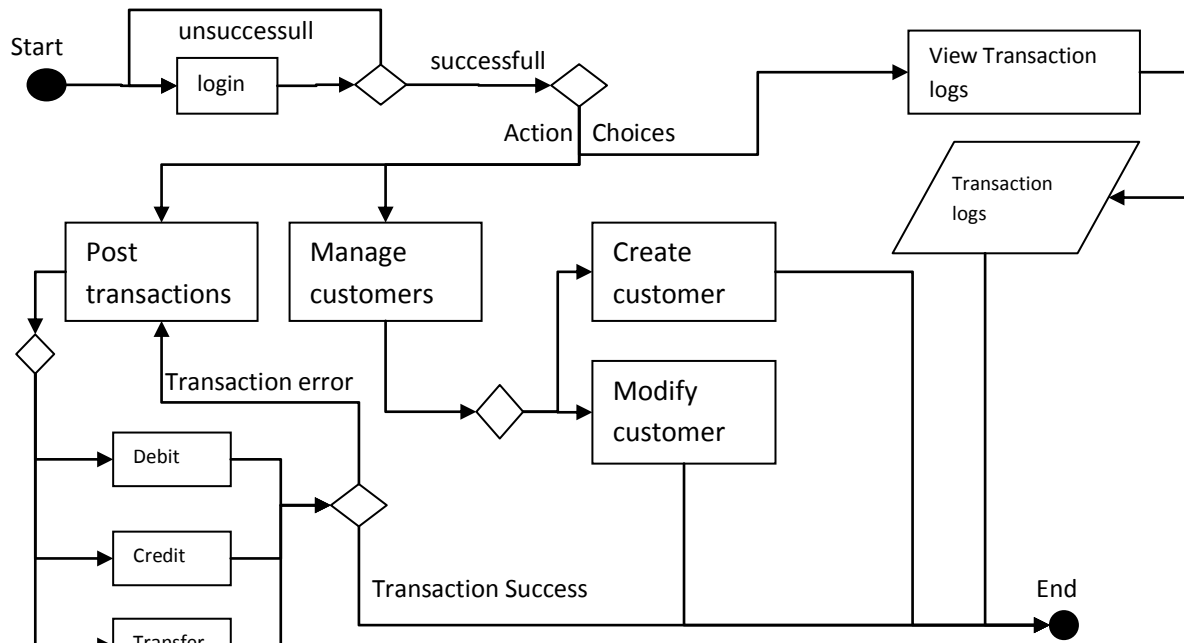 unsuccessull
Start
successfull
login
View Transaction
logs
Action
Choices
Transaction
logs
Post
transactions
Manage
customers
Create
customer
Transaction error
Modify
customer
Debit
Credit
Transaction Success
End
Transfer